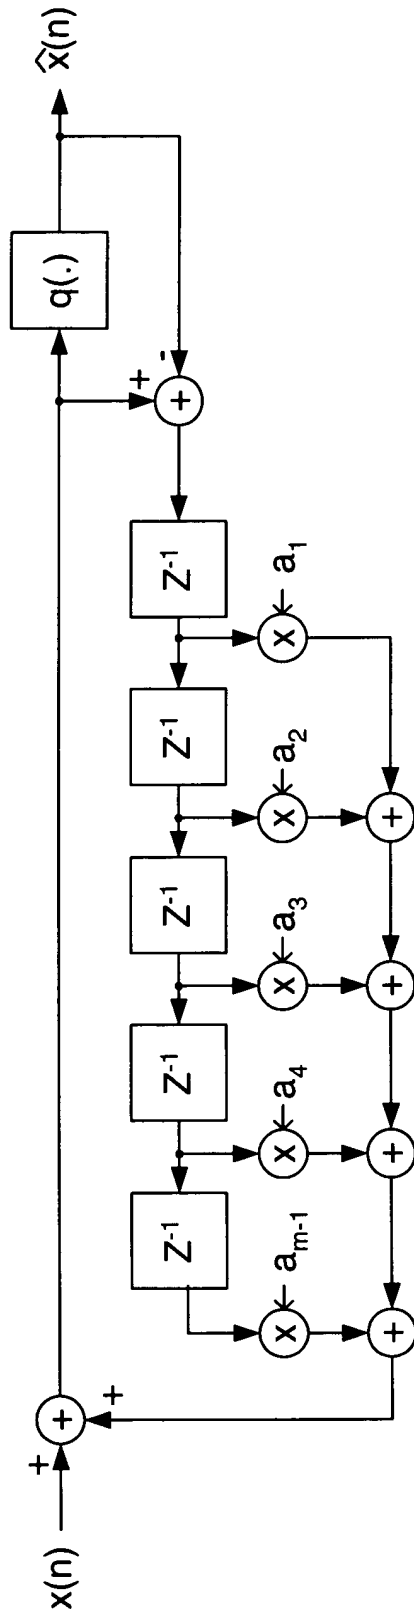 x(n)
+
+
+
q(.)
x̂(n)
+
-
+
Z⁻¹
Z⁻¹
Z⁻¹
Z⁻¹
Z⁻¹
x
aₘ₋₁
x
a₄
x
a₃
x
a₂
x
a₁
+
+
+
+